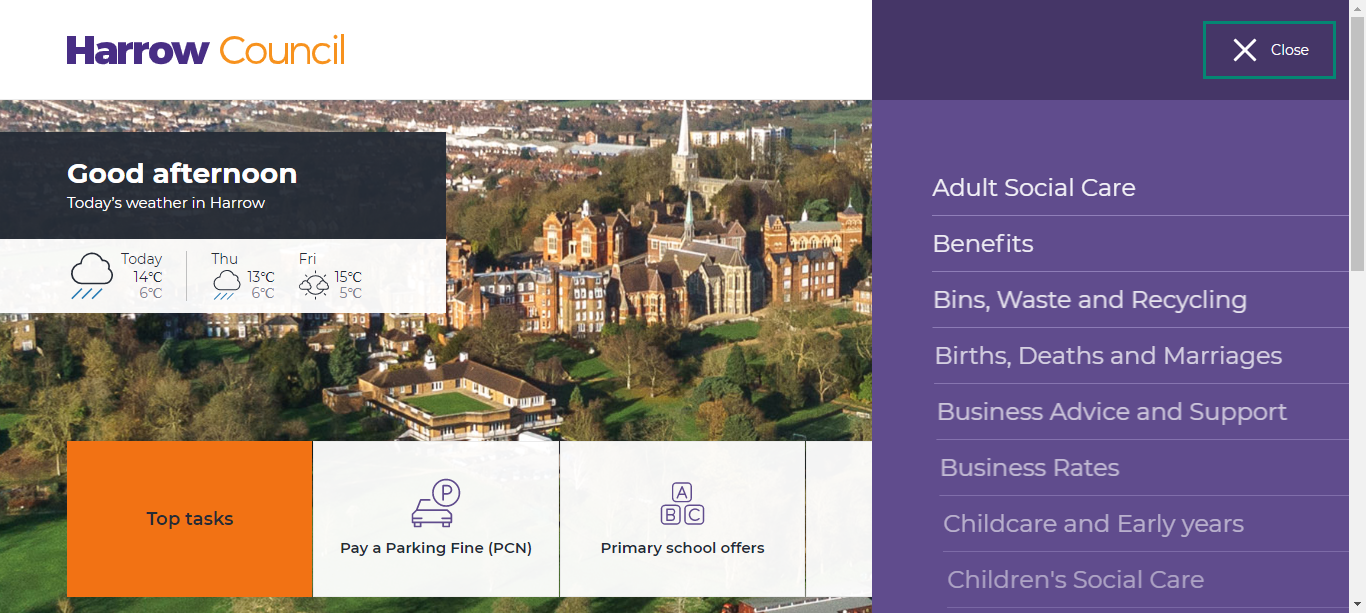 Harrow Council
Close
Good afternoon
Today's weather in Harrow
Today
14°C
6°C
Thu
13°C
6°C
Fri
15°C
5°C
Top tasks
P
Pay a Parking Fine (PCN)
A
B C
Primary school offers
Adult Social Care
Benefits
Bins, Waste and Recycling
Births, Deaths and Marriages
Business Advice and Support
Business Rates
Childcare and Early years
Children's Social Care